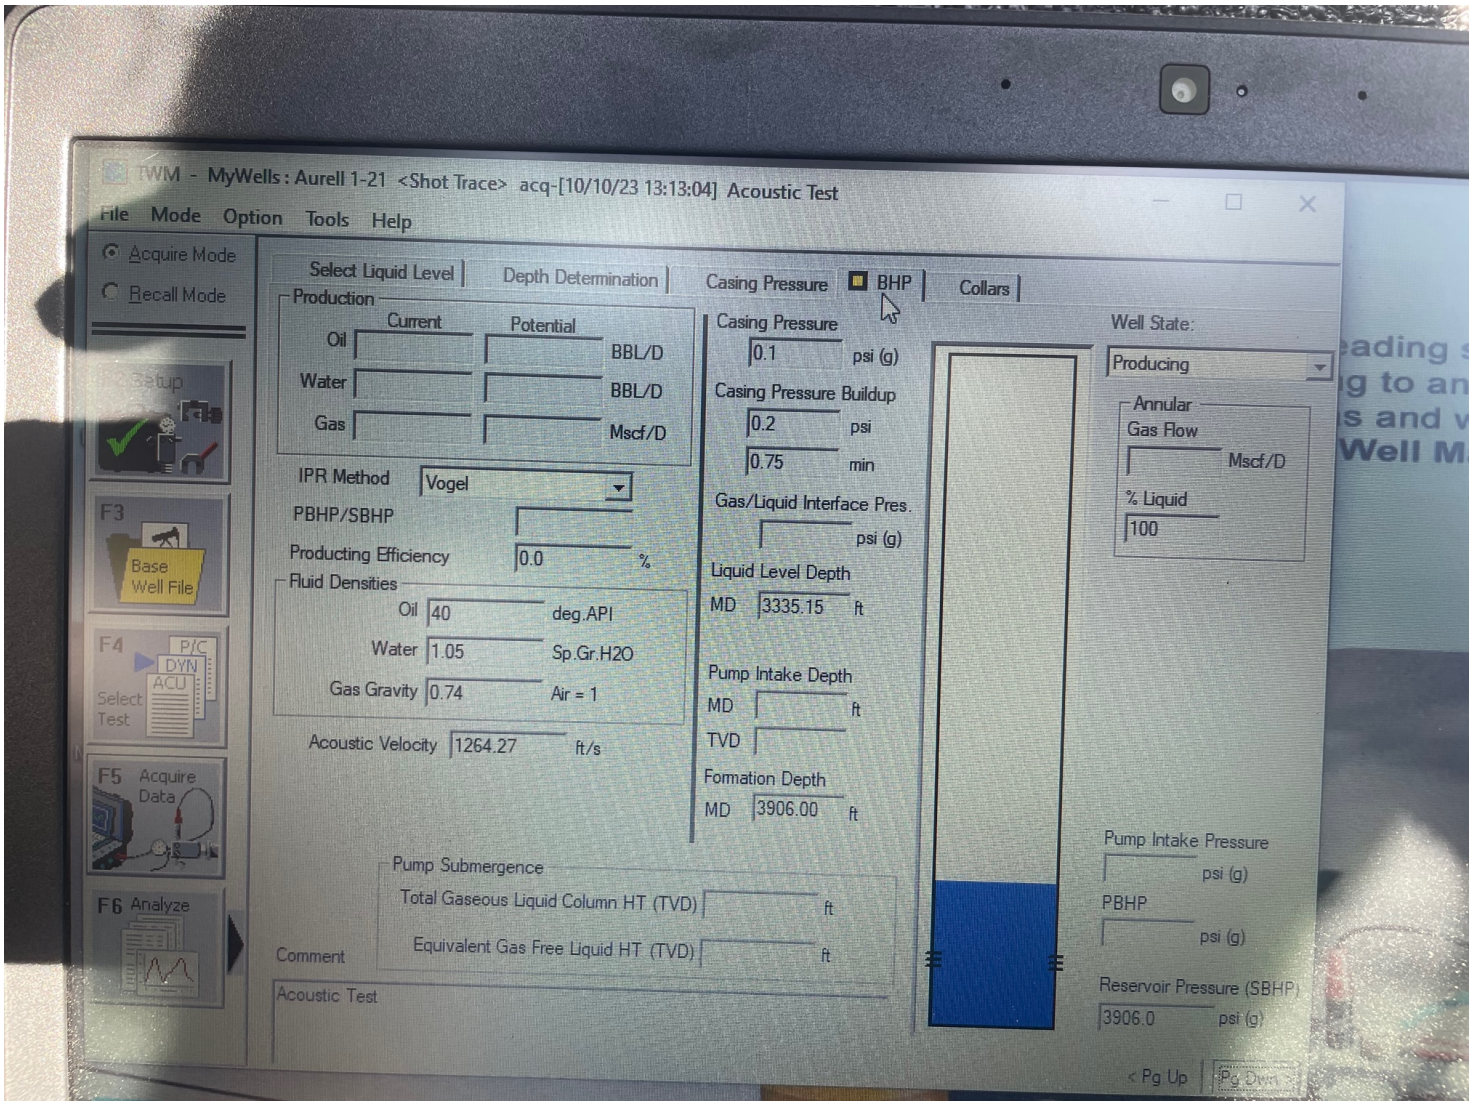 TWM - MyWells : Aurell 1-21 <Shot Trace> acq-[10/10/23 13:13:04] Acoustic Test
File Mode Option Tools Help
Acquire Mode
Recall Mode
Setup
F3
Base
Well File
F4
P/C
DYN
ACU
Select
Test
F5 Acquire
Data
F6 Analyze
Select Liquid Level Depth Determination Casing Pressure BHP Collars
Production
Current Potential
Oil BBL/D
Water BBL/D
Gas Mscf/D
IPR Method Vogel
PBHP/SBHP
Producting Efficiency 0.0 %
Fluid Densities
Oil 40 deg.API
Water 1.05 Sp.Gr.H2O
Gas Gravity 0.74 Air = 1
Acoustic Velocity 1264.27 ft/s
Casing Pressure
0.1 psi (g)
Casing Pressure Buildup
0.2 psi
0.75 min
Gas/Liquid Interface Pres.
psi (g)
Liquid Level Depth
MD 3335.15 ft
Pump Intake Depth
MD ft
TVD
Formation Depth
MD 3906.00 ft
Pump Submergence
Total Gaseous Liquid Column HT (TVD) ft
Equivalent Gas Free Liquid HT (TVD) ft
Comment
Acoustic Test
Well State:
Producing
Annular
Gas Flow
Mscf/D
% Liquid
100
Pump Intake Pressure
psi (g)
PBHP
psi (g)
Reservoir Pressure (SBHP)
3906.0 psi (g)
< Pg Up Pg Dwn >
eading s
g to an
s and w
Well M